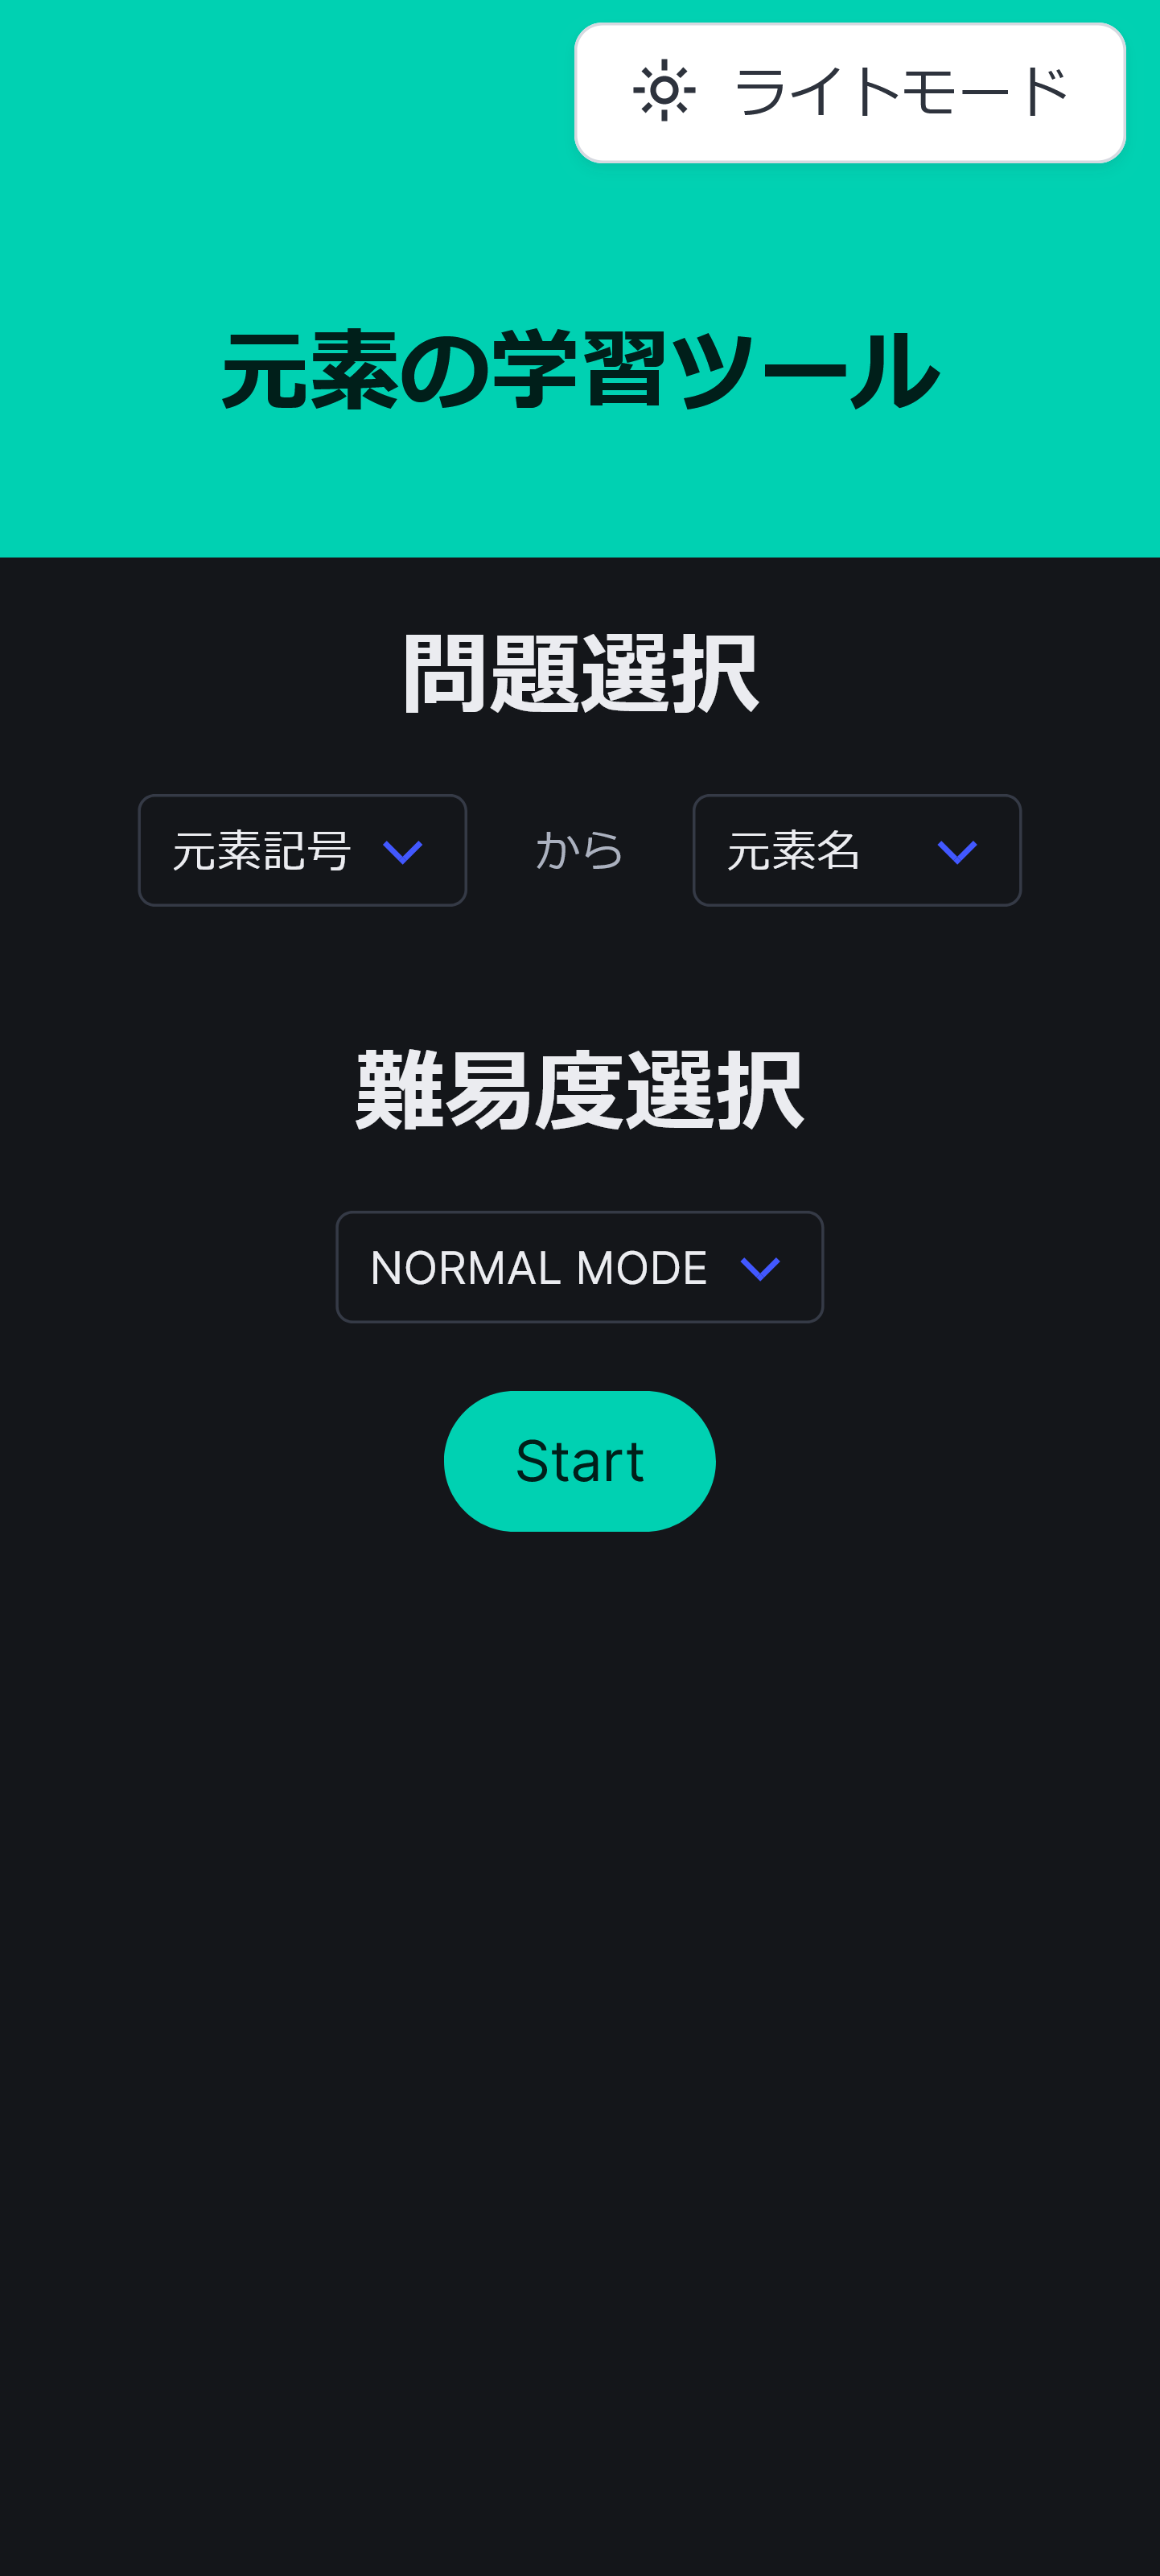 ライトモード
元素の学習ツール
問題選択
元素記号 から 元素名
難易度選択
NORMAL MODE
Start